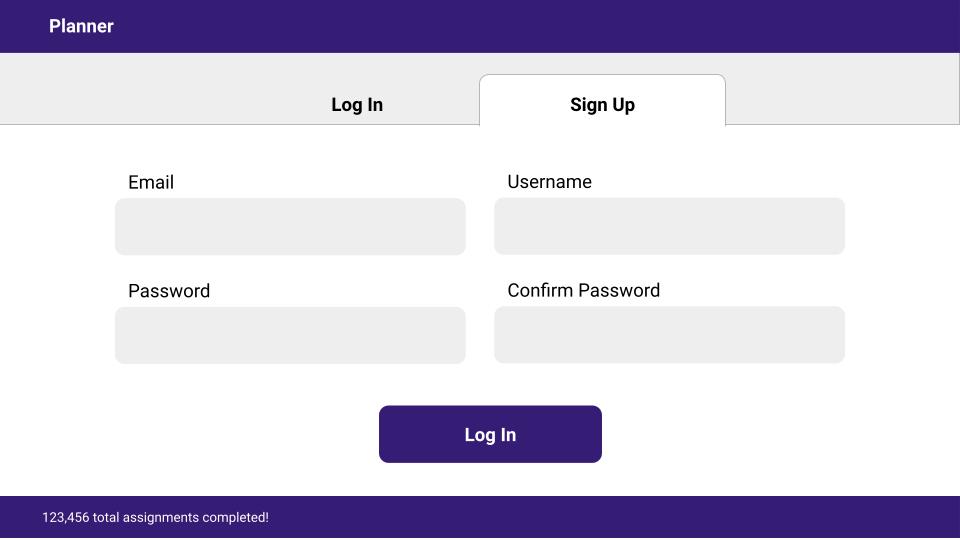 Planner
Log In
Sign Up
Email
Username
Password
Confirm Password
Log In
123,456 total assignments completed!